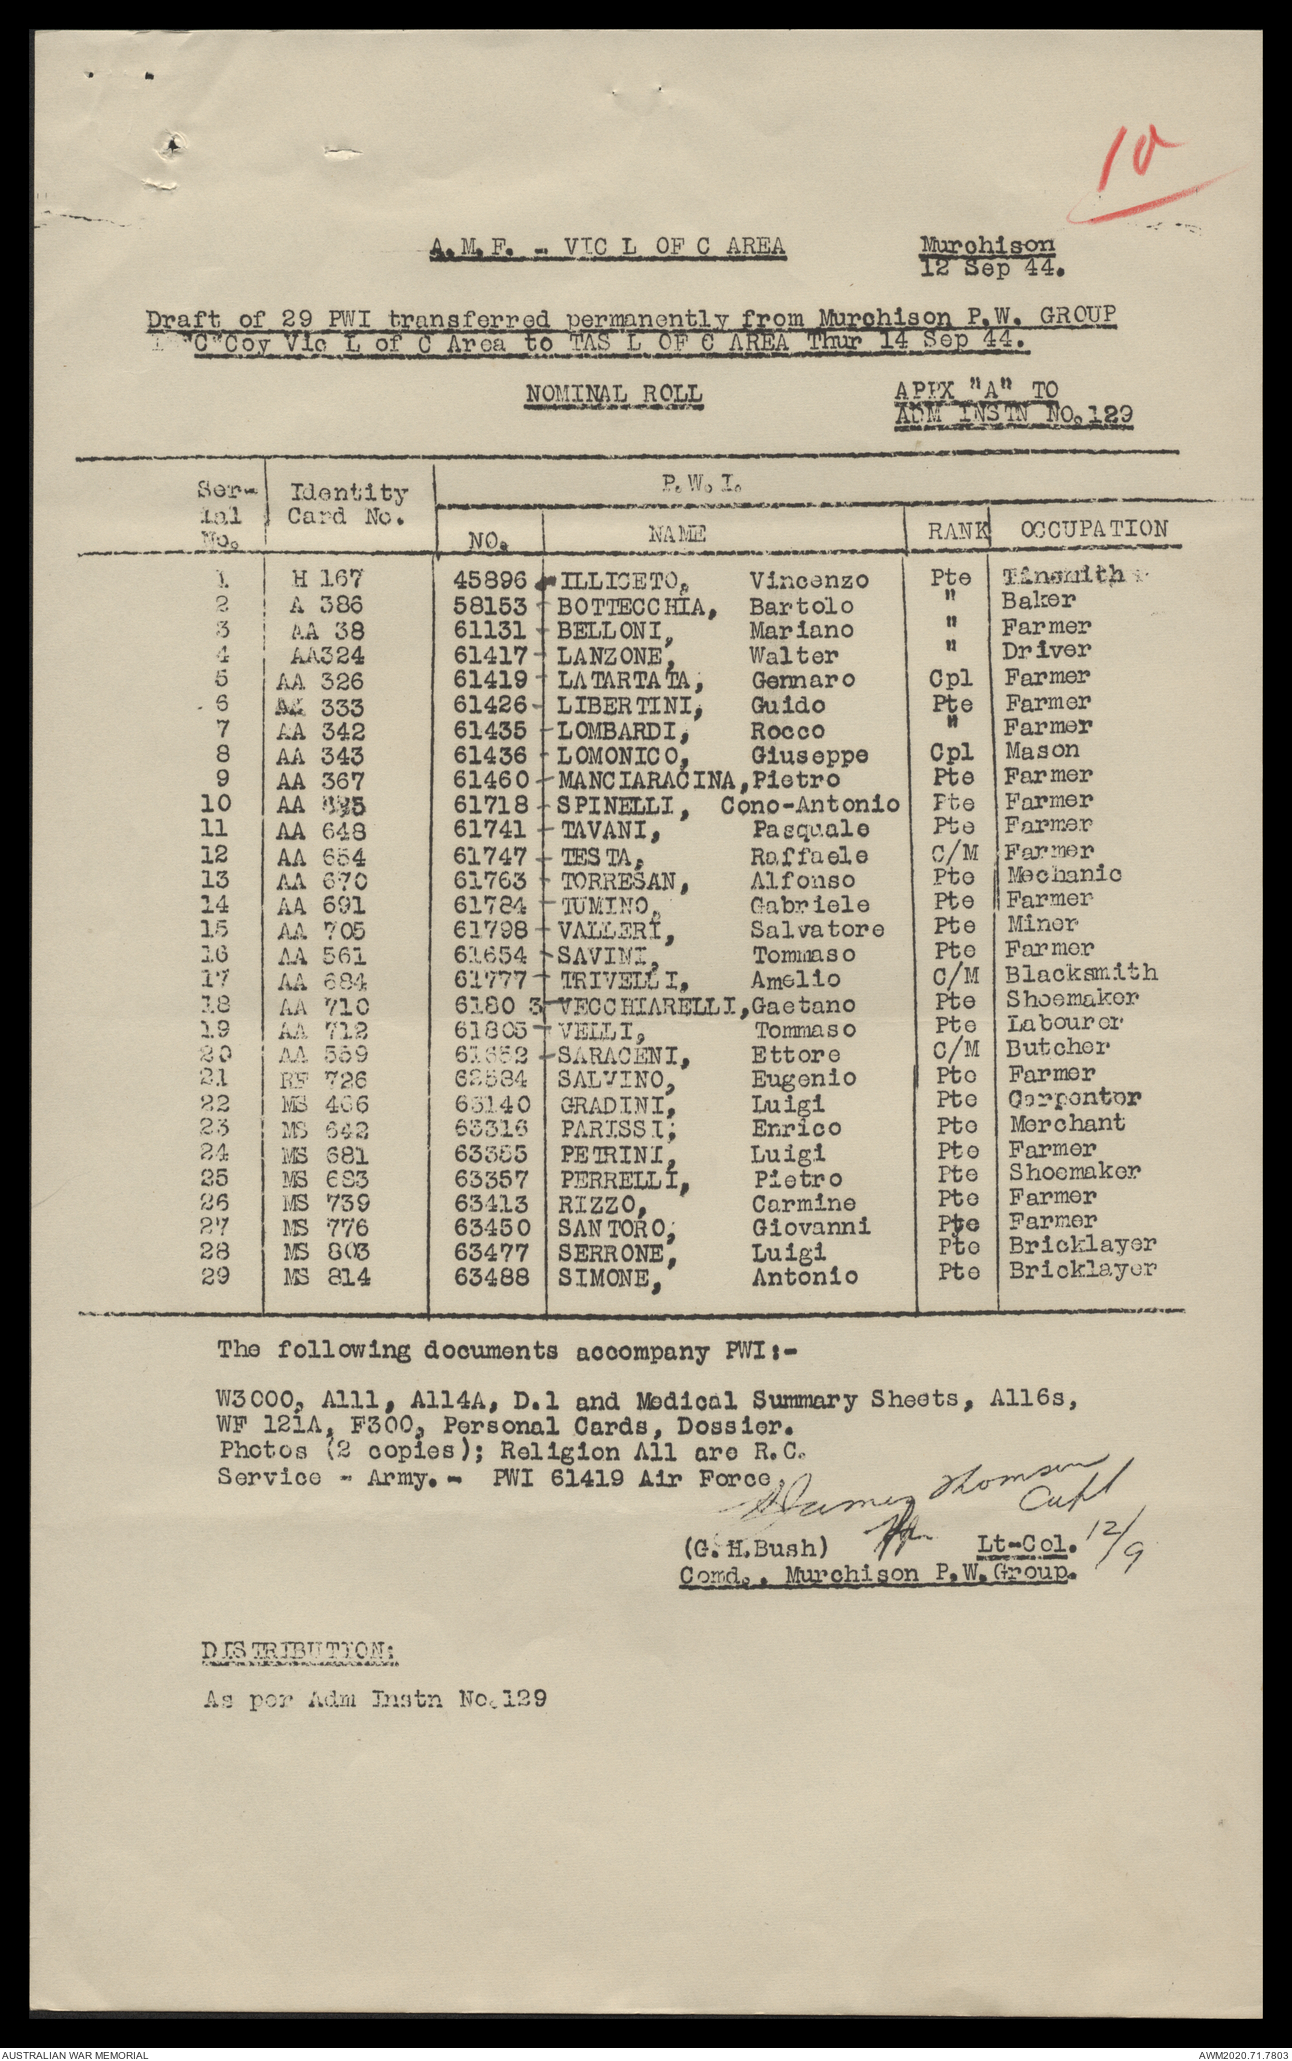 10
A.M.F. - VIC L OF C AREA
Murchison
12 Sep 44.
Draft of 29 PWI transferred permanently from Murchison P.W. GROUP
"C"Coy Vic L of C Area to TAS L OF C AREA Thur 14 Sep 44.
NOMINAL ROLL
APPX "A" TO
ADM INSTN NO.129
Ser-
ial
No.
Identity
Card No.
P.W.I.
NO. NAME RANK OCCUPATION
1 H 167 45896 ILLICETO, Vincenzo Pte Tinsmith
2 A 386 58153 BOTTECCHIA, Bartolo " Baker
3 AA 38 61131 BELLONI, Mariano " Farmer
4 AA324 61417 LANZONE, Walter " Driver
5 AA 326 61419 LATARTATA, Gennaro Cpl Farmer
6 AA 333 61426 LIBERTINI, Guido Pte Farmer
7 AA 342 61435 LOMBARDI, Rocco " Farmer
8 AA 343 61436 LOMONICO, Giuseppe Cpl Mason
9 AA 367 61460 MANCIARACINA, Pietro Pte Farmer
10 AA 61718 SPINELLI, Cono-Antonio Pte Farmer
11 AA 648 61741 TAVANI, Pasquale Pte Farmer
12 AA 654 61747 TESTA, Raffaele C/M Farmer
13 AA 670 61763 TORRESAN, Alfonso Pte Mechanic
14 AA 691 61784 TUMINO, Gabriele Pte Farmer
15 AA 705 61798 VALLERI, Salvatore Pte Miner
16 AA 561 61654 SAVINI, Tommaso Pte Farmer
17 AA 684 61777 TRIVELLI, Amelio C/M Blacksmith
18 AA 710 6180 3 VECCHIARELLI, Gaetano Pte Shoemaker
19 AA 712 61805 VELLI, Tommaso Pte Labourer
20 AA 559 61652 SARACENI, Ettore C/M Butcher
21 RF 726 62584 SALVINO, Eugenio Pte Farmer
22 MS 466 63140 GRADINI, Luigi Pte Carpenter
23 MS 642 63316 PARISSI, Enrico Pte Merchant
24 MS 681 63355 PETRINI, Luigi Pte Farmer
25 MS 683 63357 PERRELLI, Pietro Pte Shoemaker
26 MS 739 63413 RIZZO, Carmine Pte Farmer
27 MS 776 63450 SANTORO, Giovanni Pte Farmer
28 MS 803 63477 SERRONE, Luigi Pte Bricklayer
29 MS 814 63488 SIMONE, Antonio Pte Bricklayer
The following documents accompany PWI:-
W3000, A111, A114A, D.1 and Medical Summary Sheets, A116s,
WF 121A, F300, Personal Cards, Dossier.
Photos (2 copies); Religion All are R.C.
Service - Army. - PWI 61419 Air Force.
James Thomson
Capt
(G.H.Bush) Lt-Col. 12/9
Comd., Murchison P.W.Group.
DISTRIBUTION:
As per Adm Instn No.129
AUSTRALIAN WAR MEMORIAL
AWM2020.71.7803